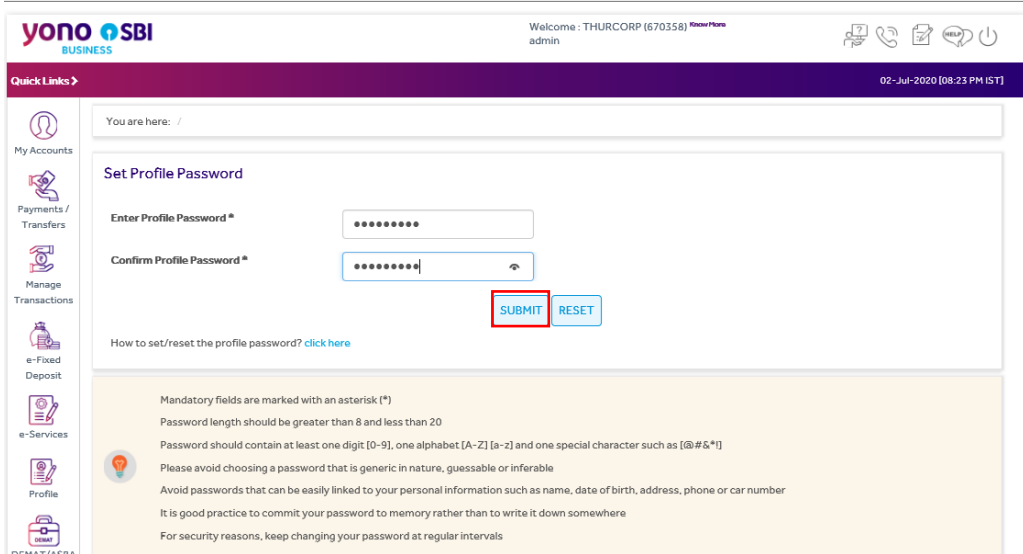 yono SBI
BUSINESS
Welcome : THURCORP (670358) Know More
admin
HELP
Quick Links
02-Jul-2020 [08:23 PM IST]
You are here: /
My Accounts
Payments /
Transfers
Manage
Transactions
e-Fixed
Deposit
e-Services
Profile
DEMAT
DEMAT/ASBA
Set Profile Password
Enter Profile Password *
•••••••••
Confirm Profile Password *
•••••••••
SUBMIT RESET
How to set/reset the profile password? click here
Mandatory fields are marked with an asterisk (*)
Password length should be greater than 8 and less than 20
Password should contain at least one digit [0-9], one alphabet [A-Z] [a-z] and one special character such as [@#&*!]
Please avoid choosing a password that is generic in nature, guessable or inferable
Avoid passwords that can be easily linked to your personal information such as name, date of birth, address, phone or car number
It is good practice to commit your password to memory rather than to write it down somewhere
For security reasons, keep changing your password at regular intervals